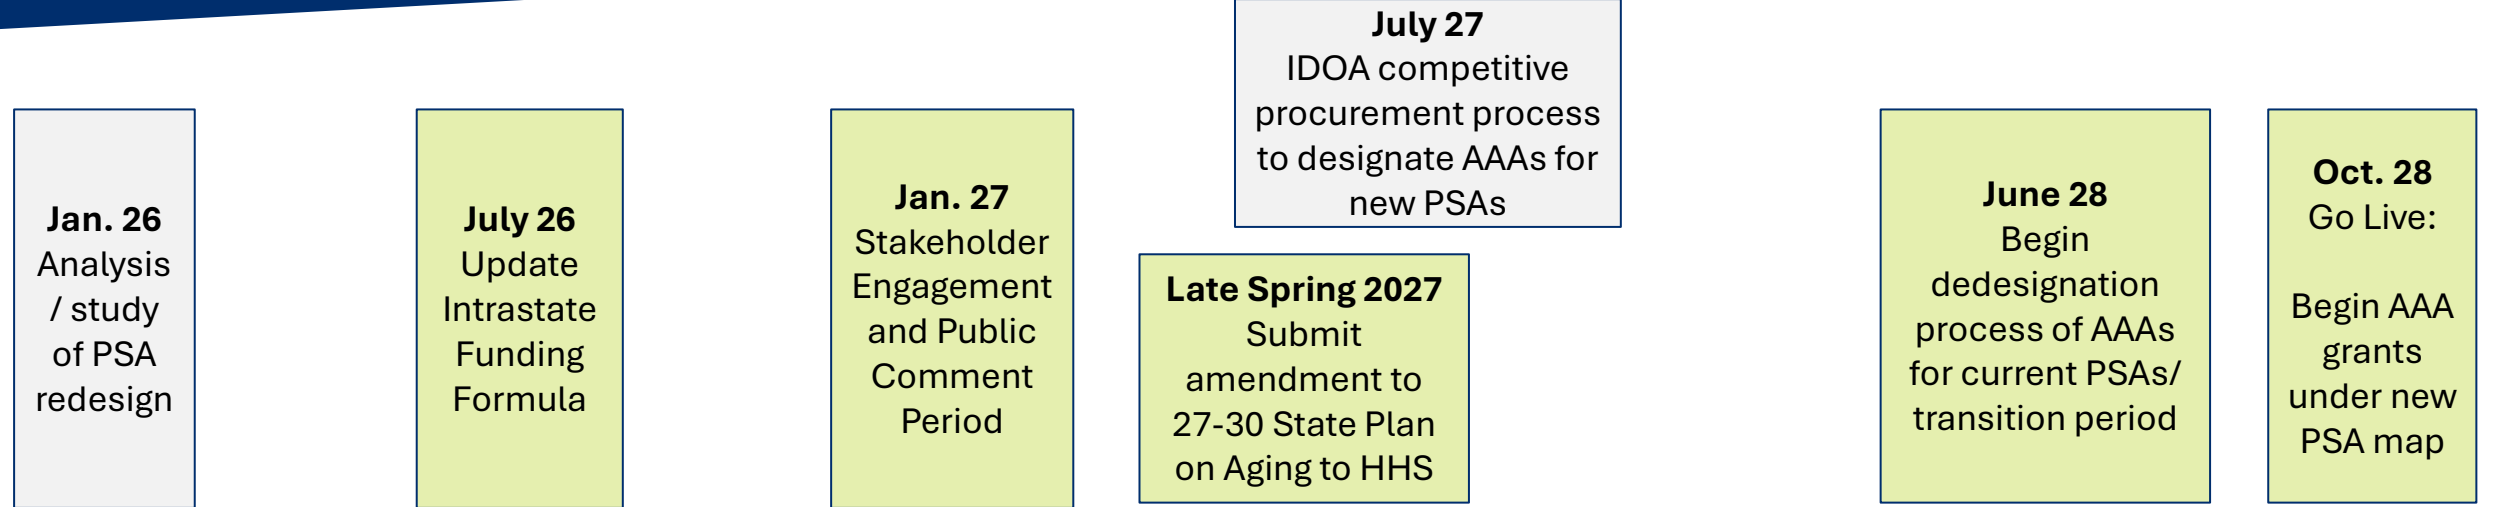 Jan. 26
Analysis
/ study
of PSA
redesign
July 26
Update
Intrastate
Funding
Formula
Jan. 27
Stakeholder
Engagement
and Public
Comment
Period
Late Spring 2027
Submit
amendment to
27-30 State Plan
on Aging to HHS
July 27
IDOA competitive
procurement process
to designate AAAs for
new PSAs
June 28
Begin
dedesignation
process of AAAs
for current PSAs/
transition period
Oct. 28
Go Live:
Begin AAA
grants
under new
PSA map